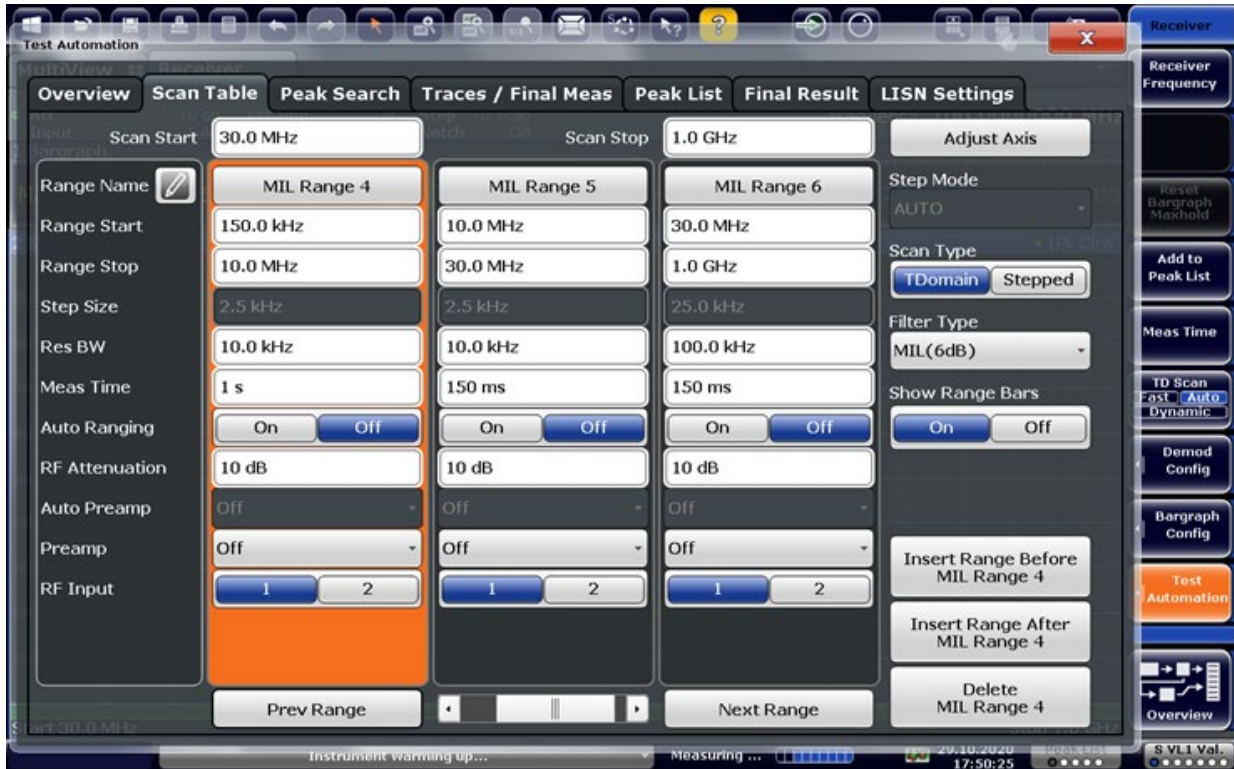 Test Automation
X
Overview Scan Table Peak Search Traces / Final Meas Peak List Final Result LISN Settings
Scan Start 30.0 MHz Scan Stop 1.0 GHz Adjust Axis
Range Name MIL Range 4 MIL Range 5 MIL Range 6 Step Mode
AUTO
Range Start 150.0 kHz 10.0 MHz 30.0 MHz
Scan Type
Range Stop 10.0 MHz 30.0 MHz 1.0 GHz
TDomain Stepped
Step Size 2.5 kHz 2.5 kHz 25.0 kHz
Filter Type
Res BW 10.0 kHz 10.0 kHz 100.0 kHz MIL(6dB)
Meas Time 1 s 150 ms 150 ms Show Range Bars
Auto Ranging On Off On Off On Off On Off
RF Attenuation 10 dB 10 dB 10 dB
Auto Preamp Off Off Off
Preamp Off Off Off
RF Input 1 2 1 2 1 2
Insert Range Before
MIL Range 4
Insert Range After
MIL Range 4
Delete
MIL Range 4
Prev Range Next Range
MultiView Receiver
Input
Bargraph
Start 30.0 MHz
Instrument warming up... Measuring ... 29.10.2020
17:50:25
Peak List
S VL1 Val.
Receiver
Receiver
Frequency
Reset
Bargraph
Maxhold
Add to
Peak List
Meas Time
TD Scan
Fast Auto
Dynamic
Demod
Config
Bargraph
Config
Test
Automation
Overview